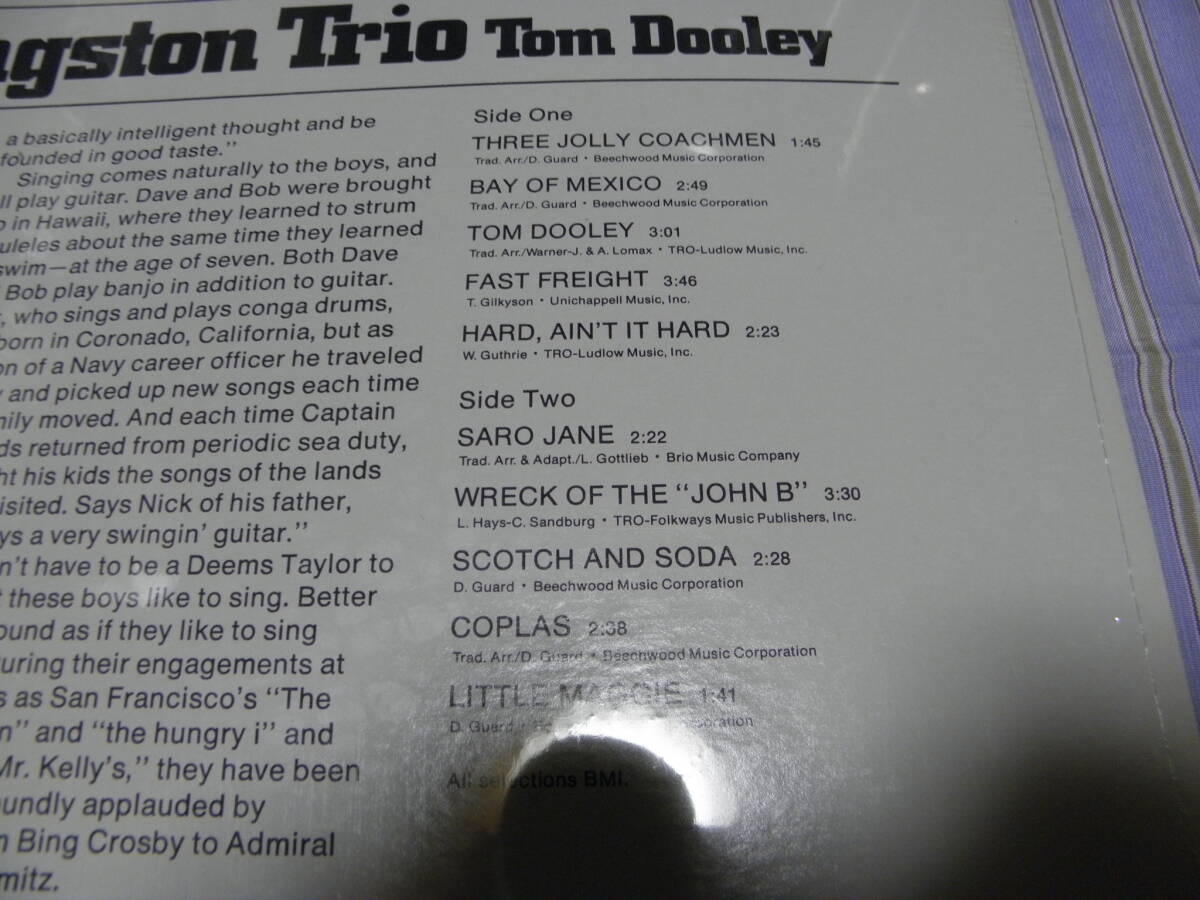 Trio Tom Dooley
a basically intelligent thought and be
founded in good taste."
Singing comes naturally to the boys, and
play guitar. Dave and Bob were brought
in Hawaii, where they learned to strum
about the same time they learned
swim—at the age of seven. Both Dave
Bob play banjo in addition to guitar.
, who sings and plays conga drums,
born in Coronado, California, but as
of a Navy career officer he traveled
and picked up new songs each time
moved. And each time Captain
returned from periodic sea duty,
his kids the songs of the lands
Says Nick of his father,
a very swingin' guitar."
have to be a Deems Taylor to
these boys like to sing. Better
as if they like to sing
their engagements at
as San Francisco's "The
and "the hungry i" and
Mr. Kelly's," they have been
applauded by
Bing Crosby to Admiral
Side One
THREE JOLLY COACHMEN 1:45
Trad. Arr./D. Guard • Beechwood Music Corporation
BAY OF MEXICO 2:49
Trad. Arr./D. Guard • Beechwood Music Corporation
TOM DOOLEY 3:01
Trad. Arr./Warner-J. & A. Lomax • TRO-Ludlow Music, Inc.
FAST FREIGHT 3:46
T. Gilkyson • Unichappell Music, Inc.
HARD, AIN'T IT HARD 2:23
W. Guthrie • TRO-Ludlow Music, Inc.
Side Two
SARO JANE 2:22
Trad. Arr. & Adapt./L. Gottlieb • Brio Music Company
WRECK OF THE "JOHN B" 3:30
L. Hays-C. Sandburg • TRO-Folkways Music Publishers, Inc.
SCOTCH AND SODA 2:28
D. Guard • Beechwood Music Corporation
COPLAS 2:38
Trad. Arr./D. Guard • Beechwood Music Corporation
LITTLE MAGGIE 1:41
D. Guard • Corporation
All selections BMI.